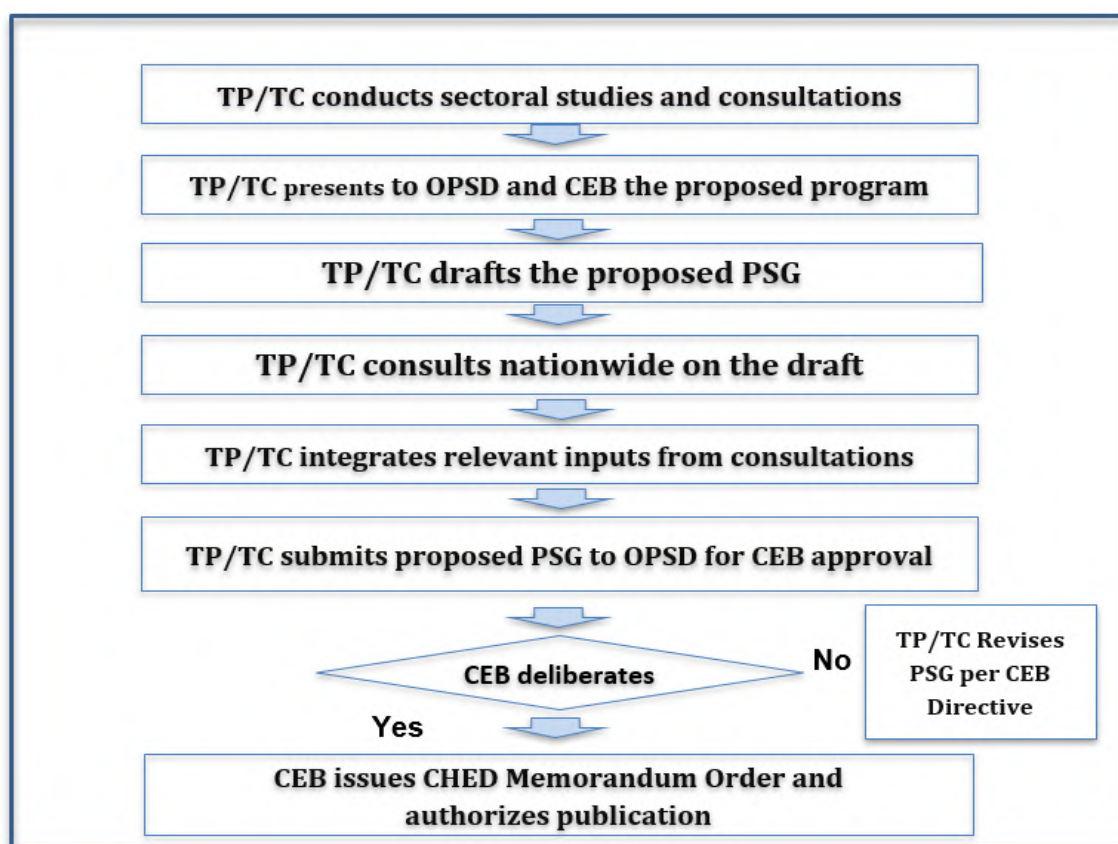 TP/TC conducts sectoral studies and consultations
TP/TC presents to OPSD and CEB the proposed program
TP/TC drafts the proposed PSG
TP/TC consults nationwide on the draft
TP/TC integrates relevant inputs from consultations
TP/TC submits proposed PSG to OPSD for CEB approval
CEB deliberates
No
TP/TC Revises
PSG per CEB
Directive
Yes
CEB issues CHED Memorandum Order and
authorizes publication